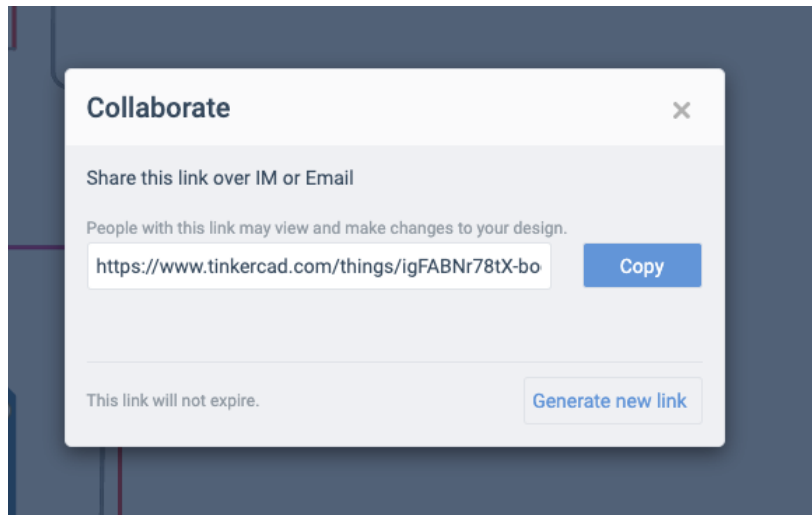 Collaborate
Share this link over IM or Email
People with this link may view and make changes to your design.
https://www.tinkercad.com/things/igFABNr78tX-bo
Copy
This link will not expire.
Generate new link